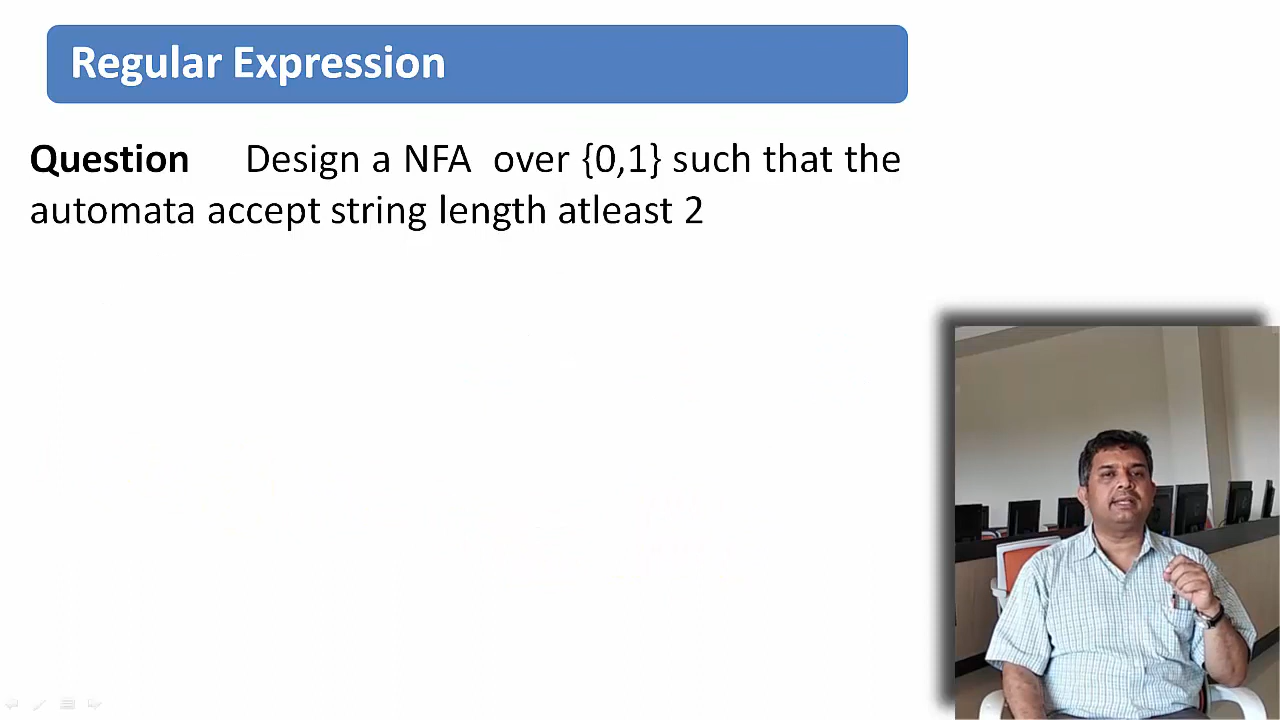 Regular Expression
Question Design a NFA over {0,1} such that the
automata accept string length atleast 2